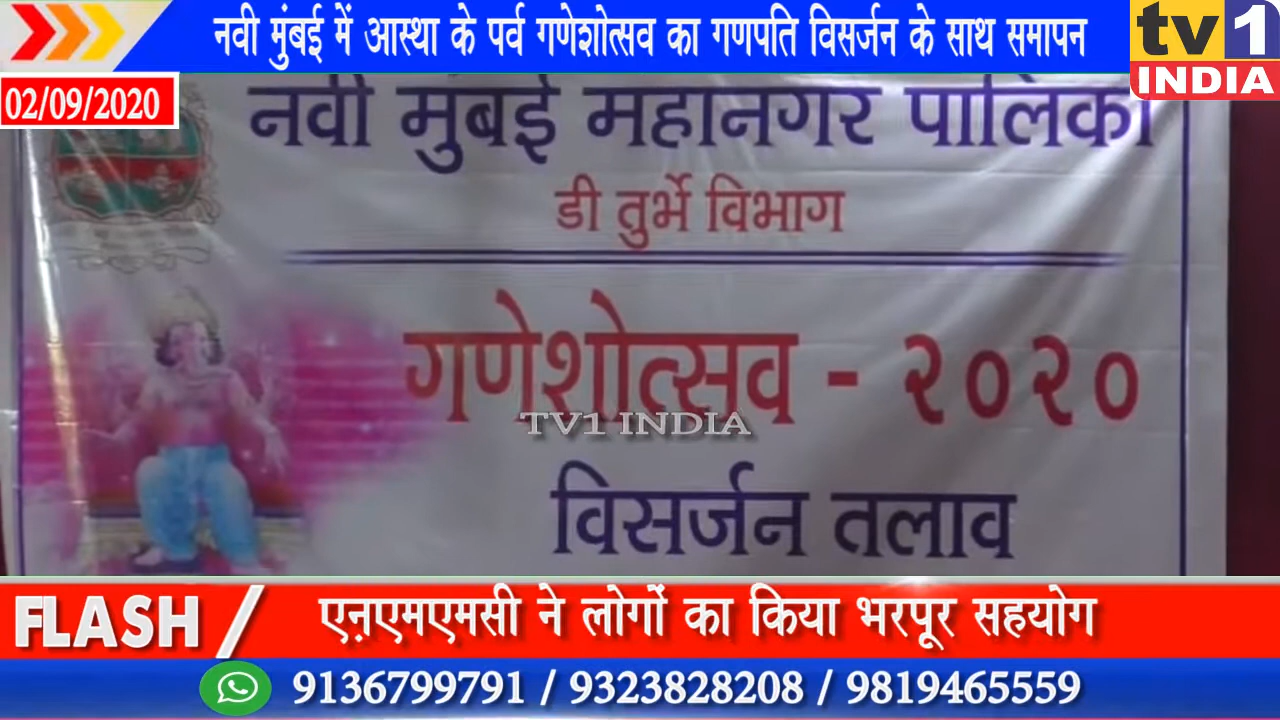 नवी मुंबई में आस्था के पर्व गणेशोत्सव का गणपति विसर्जन के साथ समापन
tv1
INDIA
02/09/2020
नवी मुंबई महानगर पालिका
डी तुर्भे विभाग
गणेशोत्सव - २०२०
TV1 INDIA
विसर्जन तलाव
FLASH / एऩएमएमसी ने लोगों का किया भरपूर सहयोग
9136799791 / 9323828208 / 9819465559